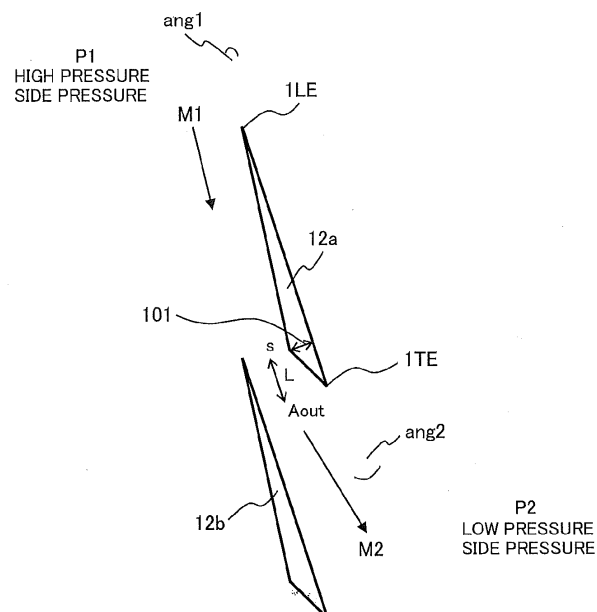 ang1
P1
HIGH PRESSURE
SIDE PRESSURE
M1
1LE
12a
101
s
1TE
L
Aout
ang2
12b
M2
P2
LOW PRESSURE
SIDE PRESSURE